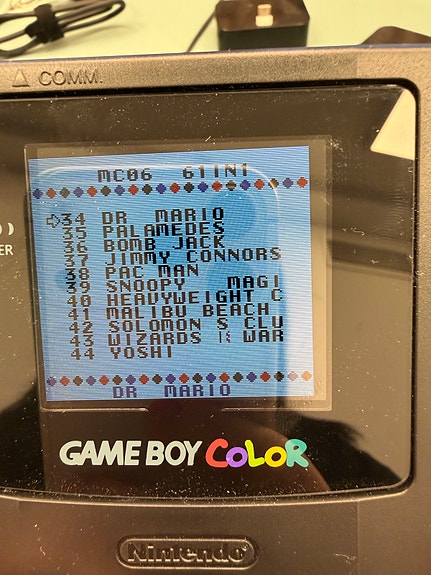 △ COMM.
MC06 61IN1
34 DR MARIO
35 PALAMEDES
36 BOMB JACK
37 JIMMY CONNORS
38 PAC MAN
39 SNOOPY MAGI
40 HEAVYWEIGHT C
41 MALIBU BEACH
42 SOLOMON S CLU
43 WIZARDS
44 YOSHI
DR MARIO
GAME BOY COLOR
Nintendo